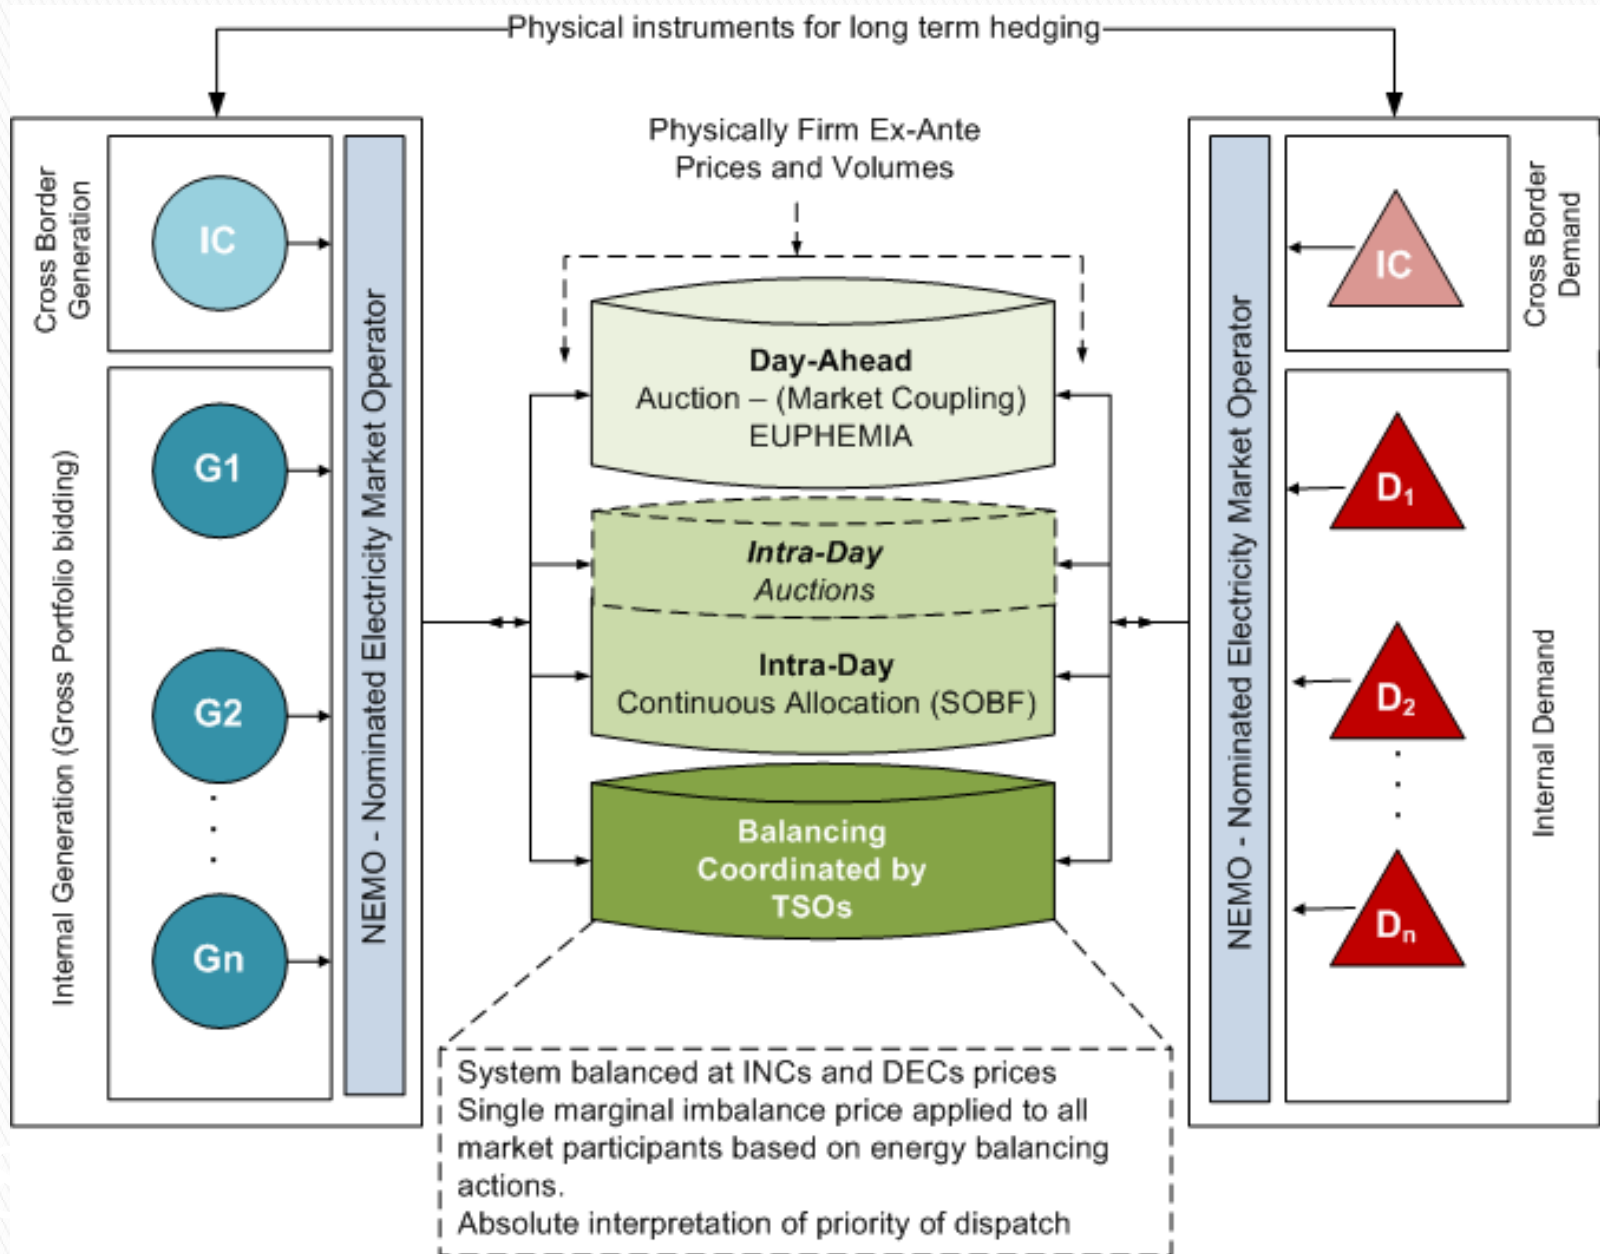 Physical instruments for long term hedging
Physically Firm Ex-Ante
Prices and Volumes
Cross Border
Generation
IC
Internal Generation (Gross Portfolio bidding)
G1
G2
Gn
NEMO - Nominated Electricity Market Operator
Day-Ahead
Auction – (Market Coupling)
EUPHEMIA
Intra-Day
Auctions
Intra-Day
Continuous Allocation (SOBF)
Balancing
Coordinated by
TSOs
NEMO - Nominated Electricity Market Operator
IC
Cross Border
Demand
D1
D2
Dn
Internal Demand
System balanced at INCs and DECs prices
Single marginal imbalance price applied to all
market participants based on energy balancing
actions.
Absolute interpretation of priority of dispatch